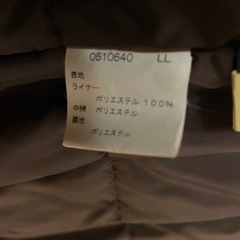 0510640 LL
表地
ライナー
ポリエステル 100%
中綿：ポリエステル
裏地：
ポリエステル